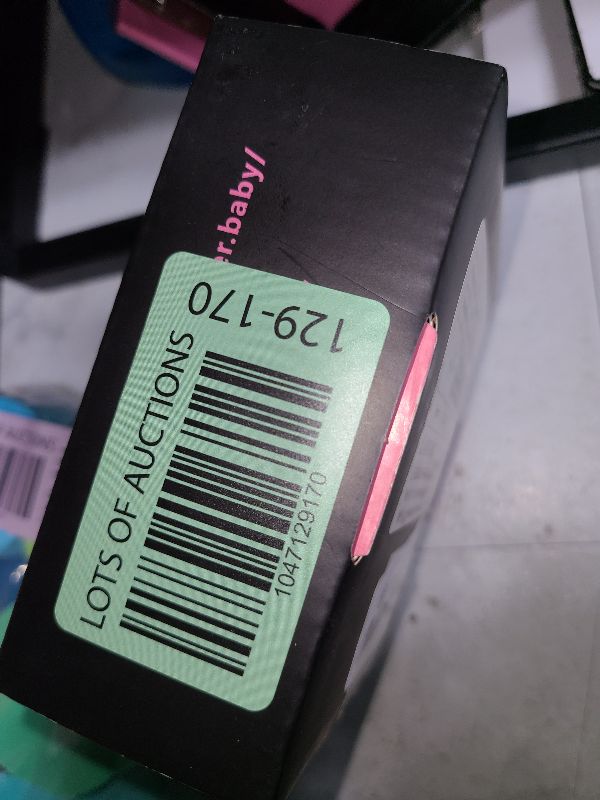 er.baby/
LOTS OF AUCTIONS
129-170
1047129170